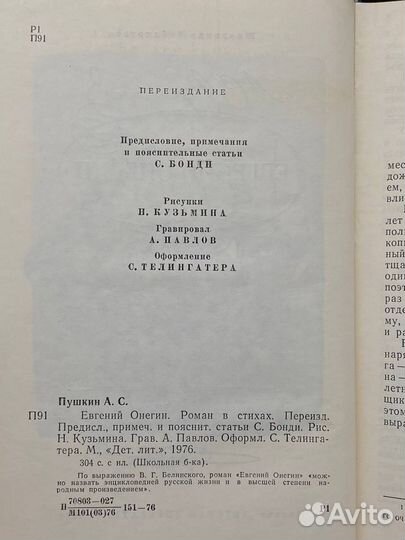 Р1
П91
ПЕРЕИЗДАНИЕ
Предисловие, примечания
и пояснительные статьи
С. БОНДИ
Рисунки
Н. КУЗЬМИНА
Гравировал
А. ПАВЛОВ
Оформление
С. ТЕЛИНГАТЕРА
Пушкин А. С.
П91 Евгений Онегин. Роман в стихах. Переизд.
Предисл., примеч. и пояснит. статьи С. Бонди. Рис.
Н. Кузьмина. Грав. А. Павлов. Оформл. С. Телинга-
тера. М., «Дет. лит.», 1976.
304 с. с ил. (Школьная б-ка).
По выражению В. Г. Белинского, роман «Евгений Онегин» «мож-
но назвать энциклопедией русской жизни и в высшей степени на-
родным произведением».
П 70803—027
М101(03)76 151—76
Р1
Avito